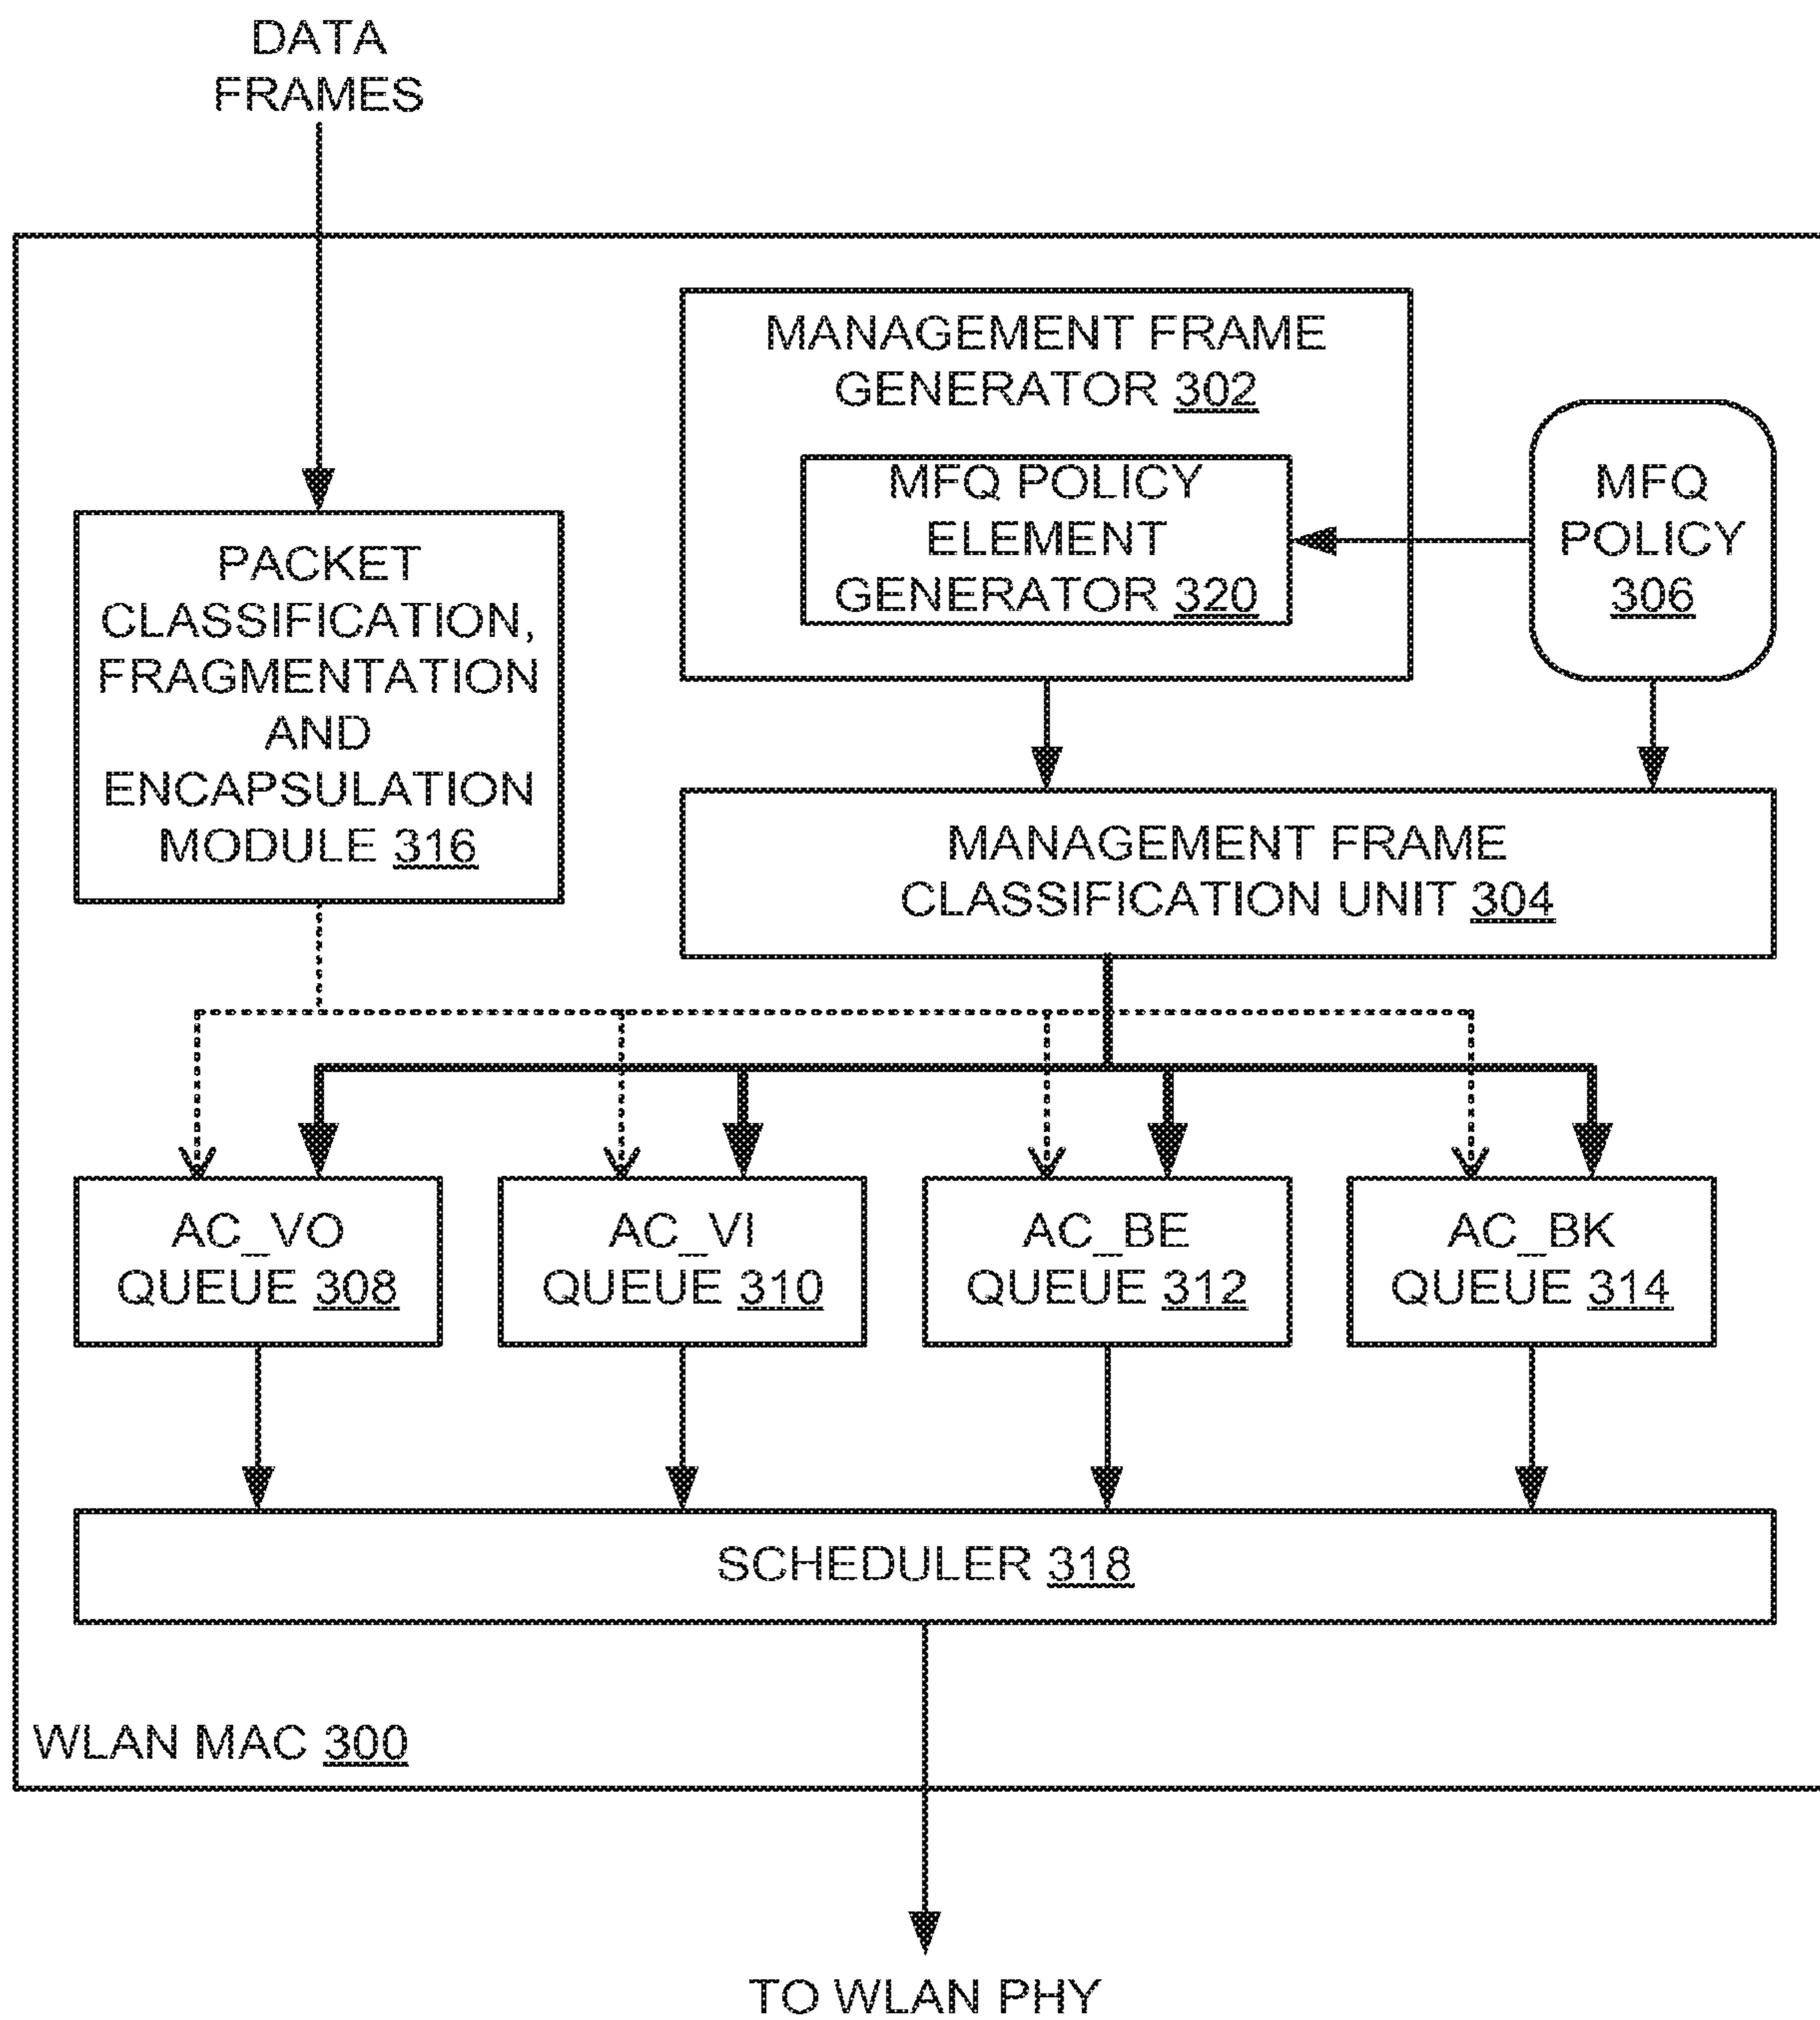 DATA
FRAMES
MANAGEMENT FRAME
GENERATOR 302
MFQ POLICY
ELEMENT
GENERATOR 320
MFQ
POLICY
306
PACKET
CLASSIFICATION,
FRAGMENTATION
AND
ENCAPSULATION
MODULE 316
MANAGEMENT FRAME
CLASSIFICATION UNIT 304
AC_VO
QUEUE 308
AC_VI
QUEUE 310
AC_BE
QUEUE 312
AC_BK
QUEUE 314
SCHEDULER 318
WLAN MAC 300
TO WLAN PHY